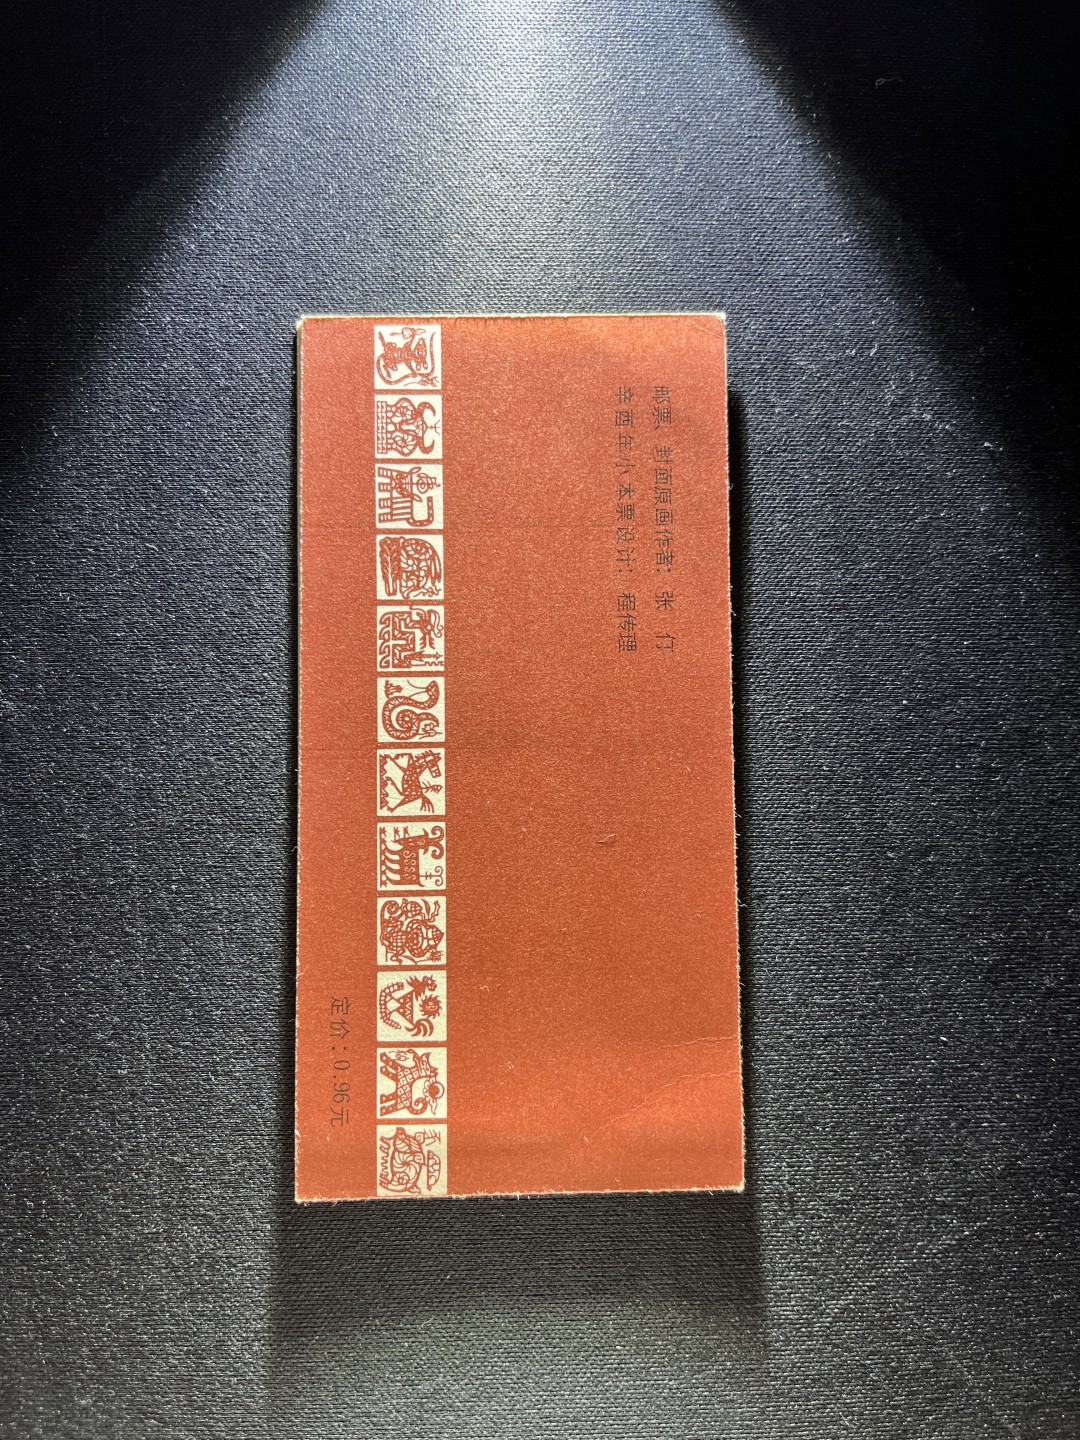 邮票、封面原画作者：张 仃
辛酉年小本票设计：程传理
定价：0.96元